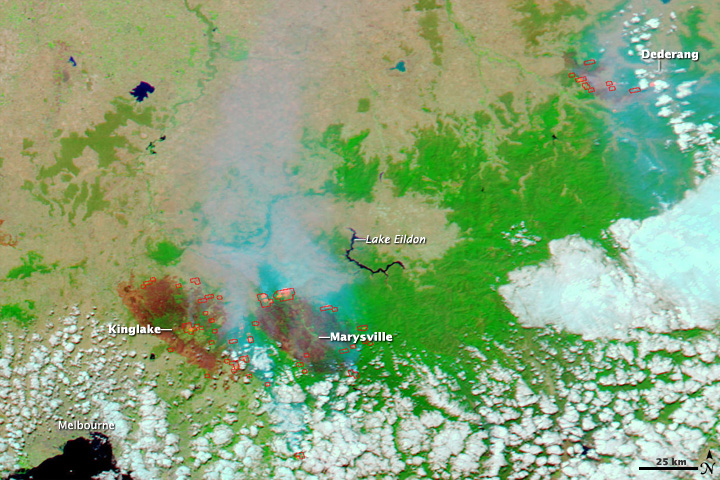 Dederang
Lake Eildon
Kinglake
Marysville
Melbourne
25 km
N